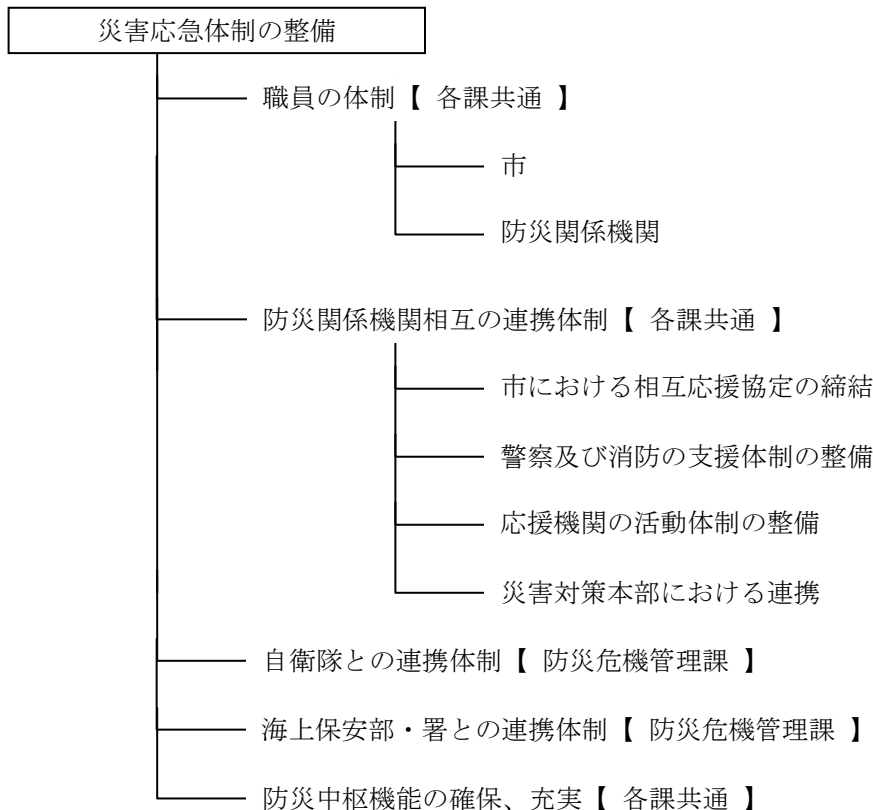 災害応急体制の整備
職員の体制【 各課共通 】
市
防災関係機関
防災関係機関相互の連携体制【 各課共通 】
市における相互応援協定の締結
警察及び消防の支援体制の整備
応援機関の活動体制の整備
災害対策本部における連携
自衛隊との連携体制【 防災危機管理課 】
海上保安部・署との連携体制【 防災危機管理課 】
防災中枢機能の確保、充実【 各課共通 】